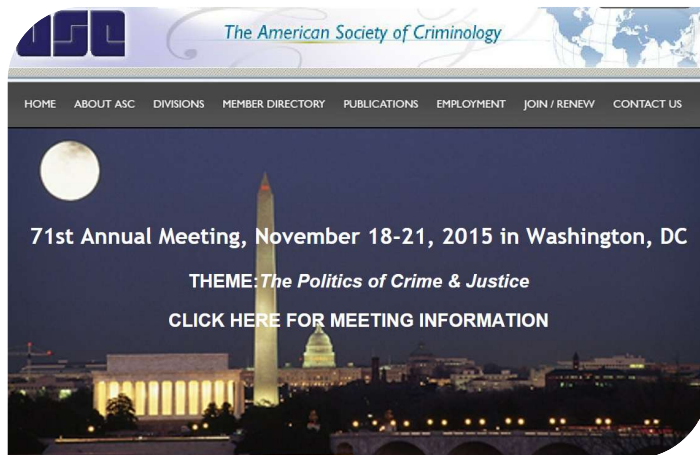 asc
The American Society of Criminology
HOME ABOUT ASC DIVISIONS MEMBER DIRECTORY PUBLICATIONS EMPLOYMENT JOIN / RENEW CONTACT US
71st Annual Meeting, November 18-21, 2015 in Washington, DC
THEME:The Politics of Crime & Justice
CLICK HERE FOR MEETING INFORMATION